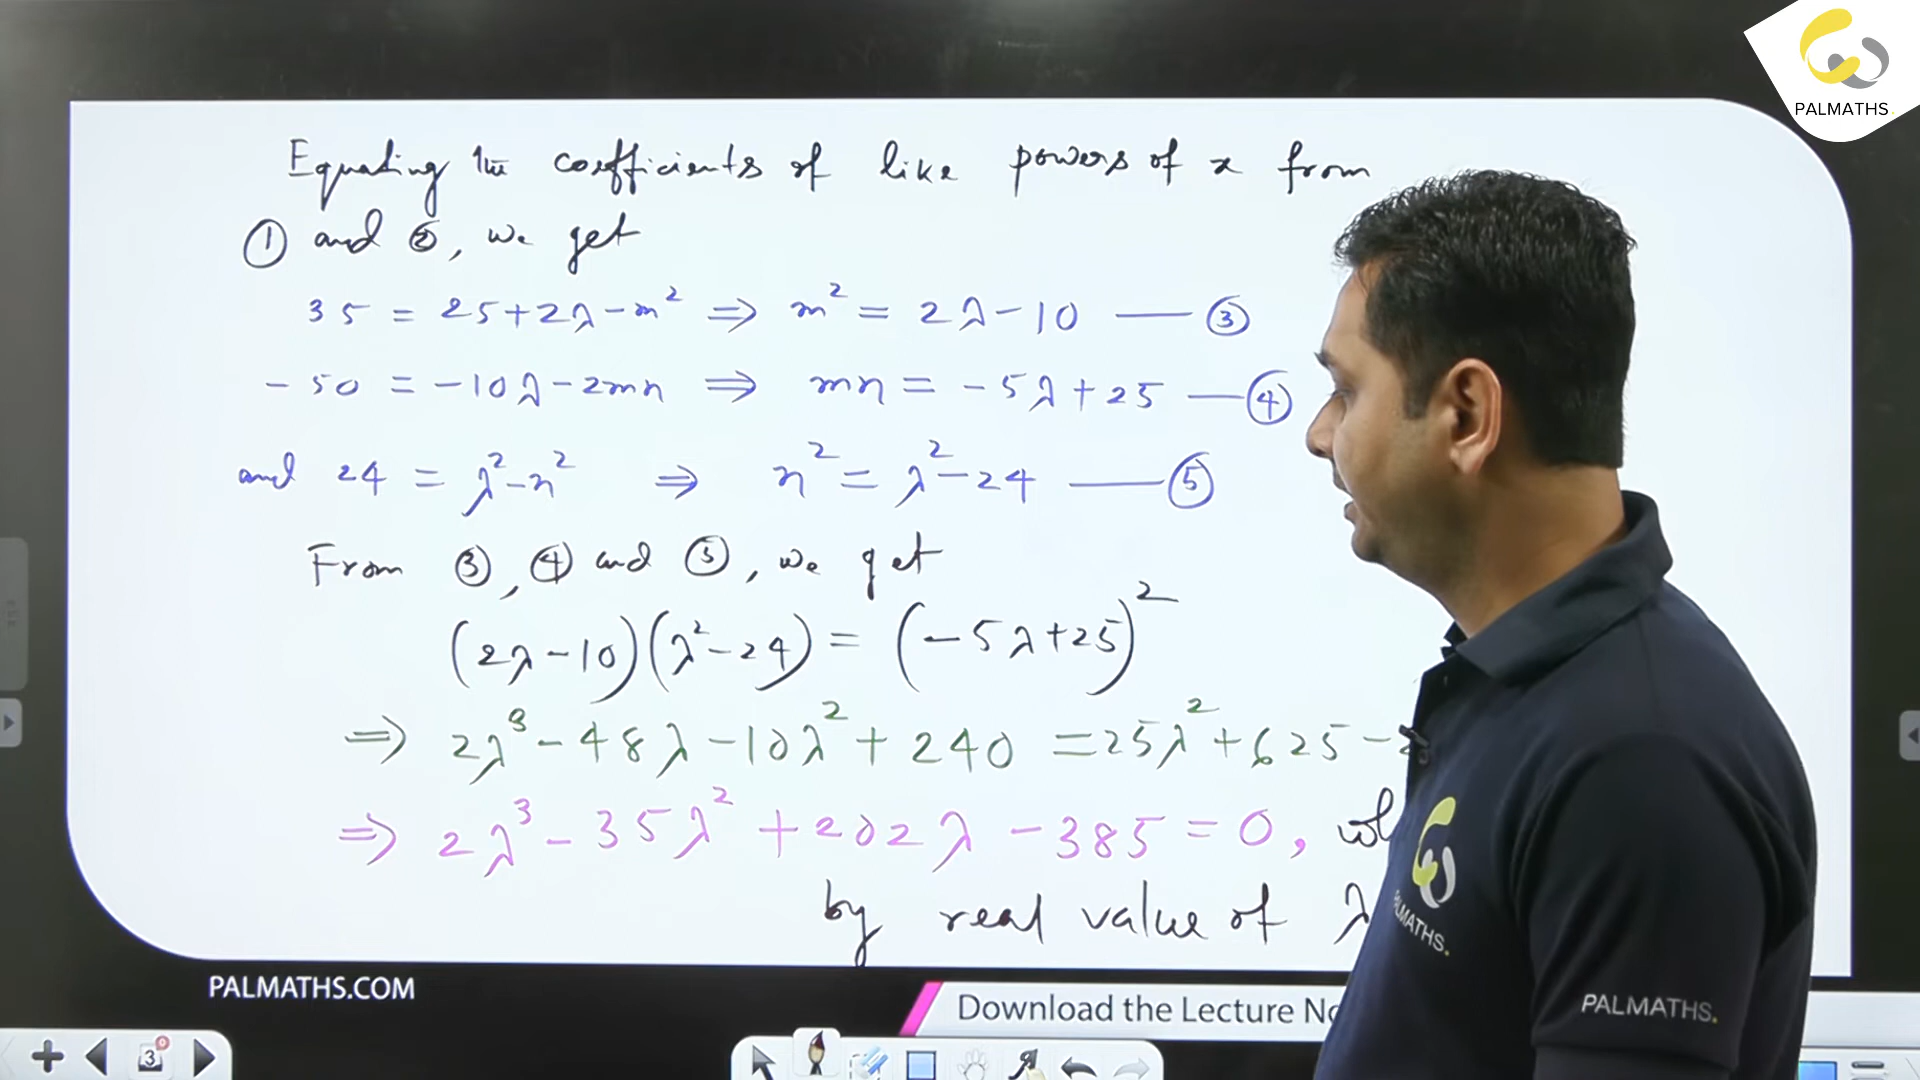 PALMATHS.
Equating the coefficients of like powers of x from
① and ②, we get
35 = 25+2λ-m² ⇒ m² = 2λ-10 — ③
-50 = -10λ-2mn ⇒ mn = -5λ+25 — ④
and 24 = λ²-n² ⇒ n² = λ²-24 — ⑤
From ③, ④ and ⑤, we get
(2λ-10)(λ²-24) = (-5λ+25)²
⇒ 2λ³-48λ-10λ²+240 = 25λ²+625-2
⇒ 2λ³-35λ²+202λ-385 = 0,
by real value of λ
PALMATHS.
PALMATHS.
PALMATHS.COM
Download the Lecture
3